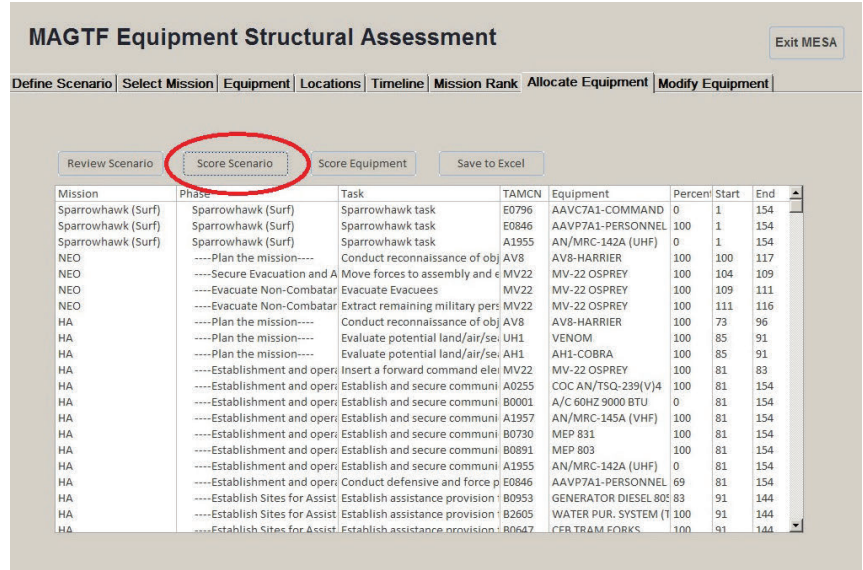 MAGTF Equipment Structural Assessment
Exit MESA
Define Scenario Select Mission Equipment Locations Timeline Mission Rank Allocate Equipment Modify Equipment
Review Scenario Score Scenario Score Equipment Save to Excel
Mission Phase Task TAMCN Equipment Percent Start End
Sparrowhawk (Surf) Sparrowhawk (Surf) Sparrowhawk task E0796 AAVC7A1-COMMAND 0 1 154
Sparrowhawk (Surf) Sparrowhawk (Surf) Sparrowhawk task E0846 AAVP7A1-PERSONNEL 100 1 154
Sparrowhawk (Surf) Sparrowhawk (Surf) Sparrowhawk task A1955 AN/MRC-142A (UHF) 0 1 154
NEO ----Plan the mission---- Conduct reconnaissance of obj AV8 AV8-HARRIER 100 100 117
NEO ----Secure Evacuation and A Move forces to assembly and e MV22 MV-22 OSPREY 100 104 109
NEO ----Evacuate Non-Combatar Evacuate Evacuees MV22 MV-22 OSPREY 100 109 111
NEO ----Evacuate Non-Combatar Extract remaining military pers MV22 MV-22 OSPREY 100 111 116
HA ----Plan the mission---- Conduct reconnaissance of obj AV8 AV8-HARRIER 100 73 96
HA ----Plan the mission---- Evaluate potential land/air/se UH1 VENOM 100 85 91
HA ----Plan the mission---- Evaluate potential land/air/se AH1 AH1-COBRA 100 85 91
HA ----Establishment and opera Insert a forward command ele MV22 MV-22 OSPREY 100 81 83
HA ----Establishment and opera Establish and secure communi A0255 COC AN/TSQ-239(V)4 100 81 154
HA ----Establishment and opera Establish and secure communi B0001 A/C 60HZ 9000 BTU 0 81 154
HA ----Establishment and opera Establish and secure communi A1957 AN/MRC-145A (VHF) 100 81 154
HA ----Establishment and opera Establish and secure communi B0730 MEP 831 100 81 154
HA ----Establishment and opera Establish and secure communi B0891 MEP 803 100 81 154
HA ----Establishment and opera Establish and secure communi A1955 AN/MRC-142A (UHF) 0 81 154
HA ----Establishment and opera Conduct defensive and force p E0846 AAVP7A1-PERSONNEL 69 81 154
HA ----Establish Sites for Assist Establish assistance provision B0953 GENERATOR DIESEL 805 83 91 144
HA ----Establish Sites for Assist Establish assistance provision B2605 WATER PUR. SYSTEM (T 100 91 144
HA ----Establish Sites for Assist Establish assistance provision B0647 CEB TRAM FORKS 100 91 144